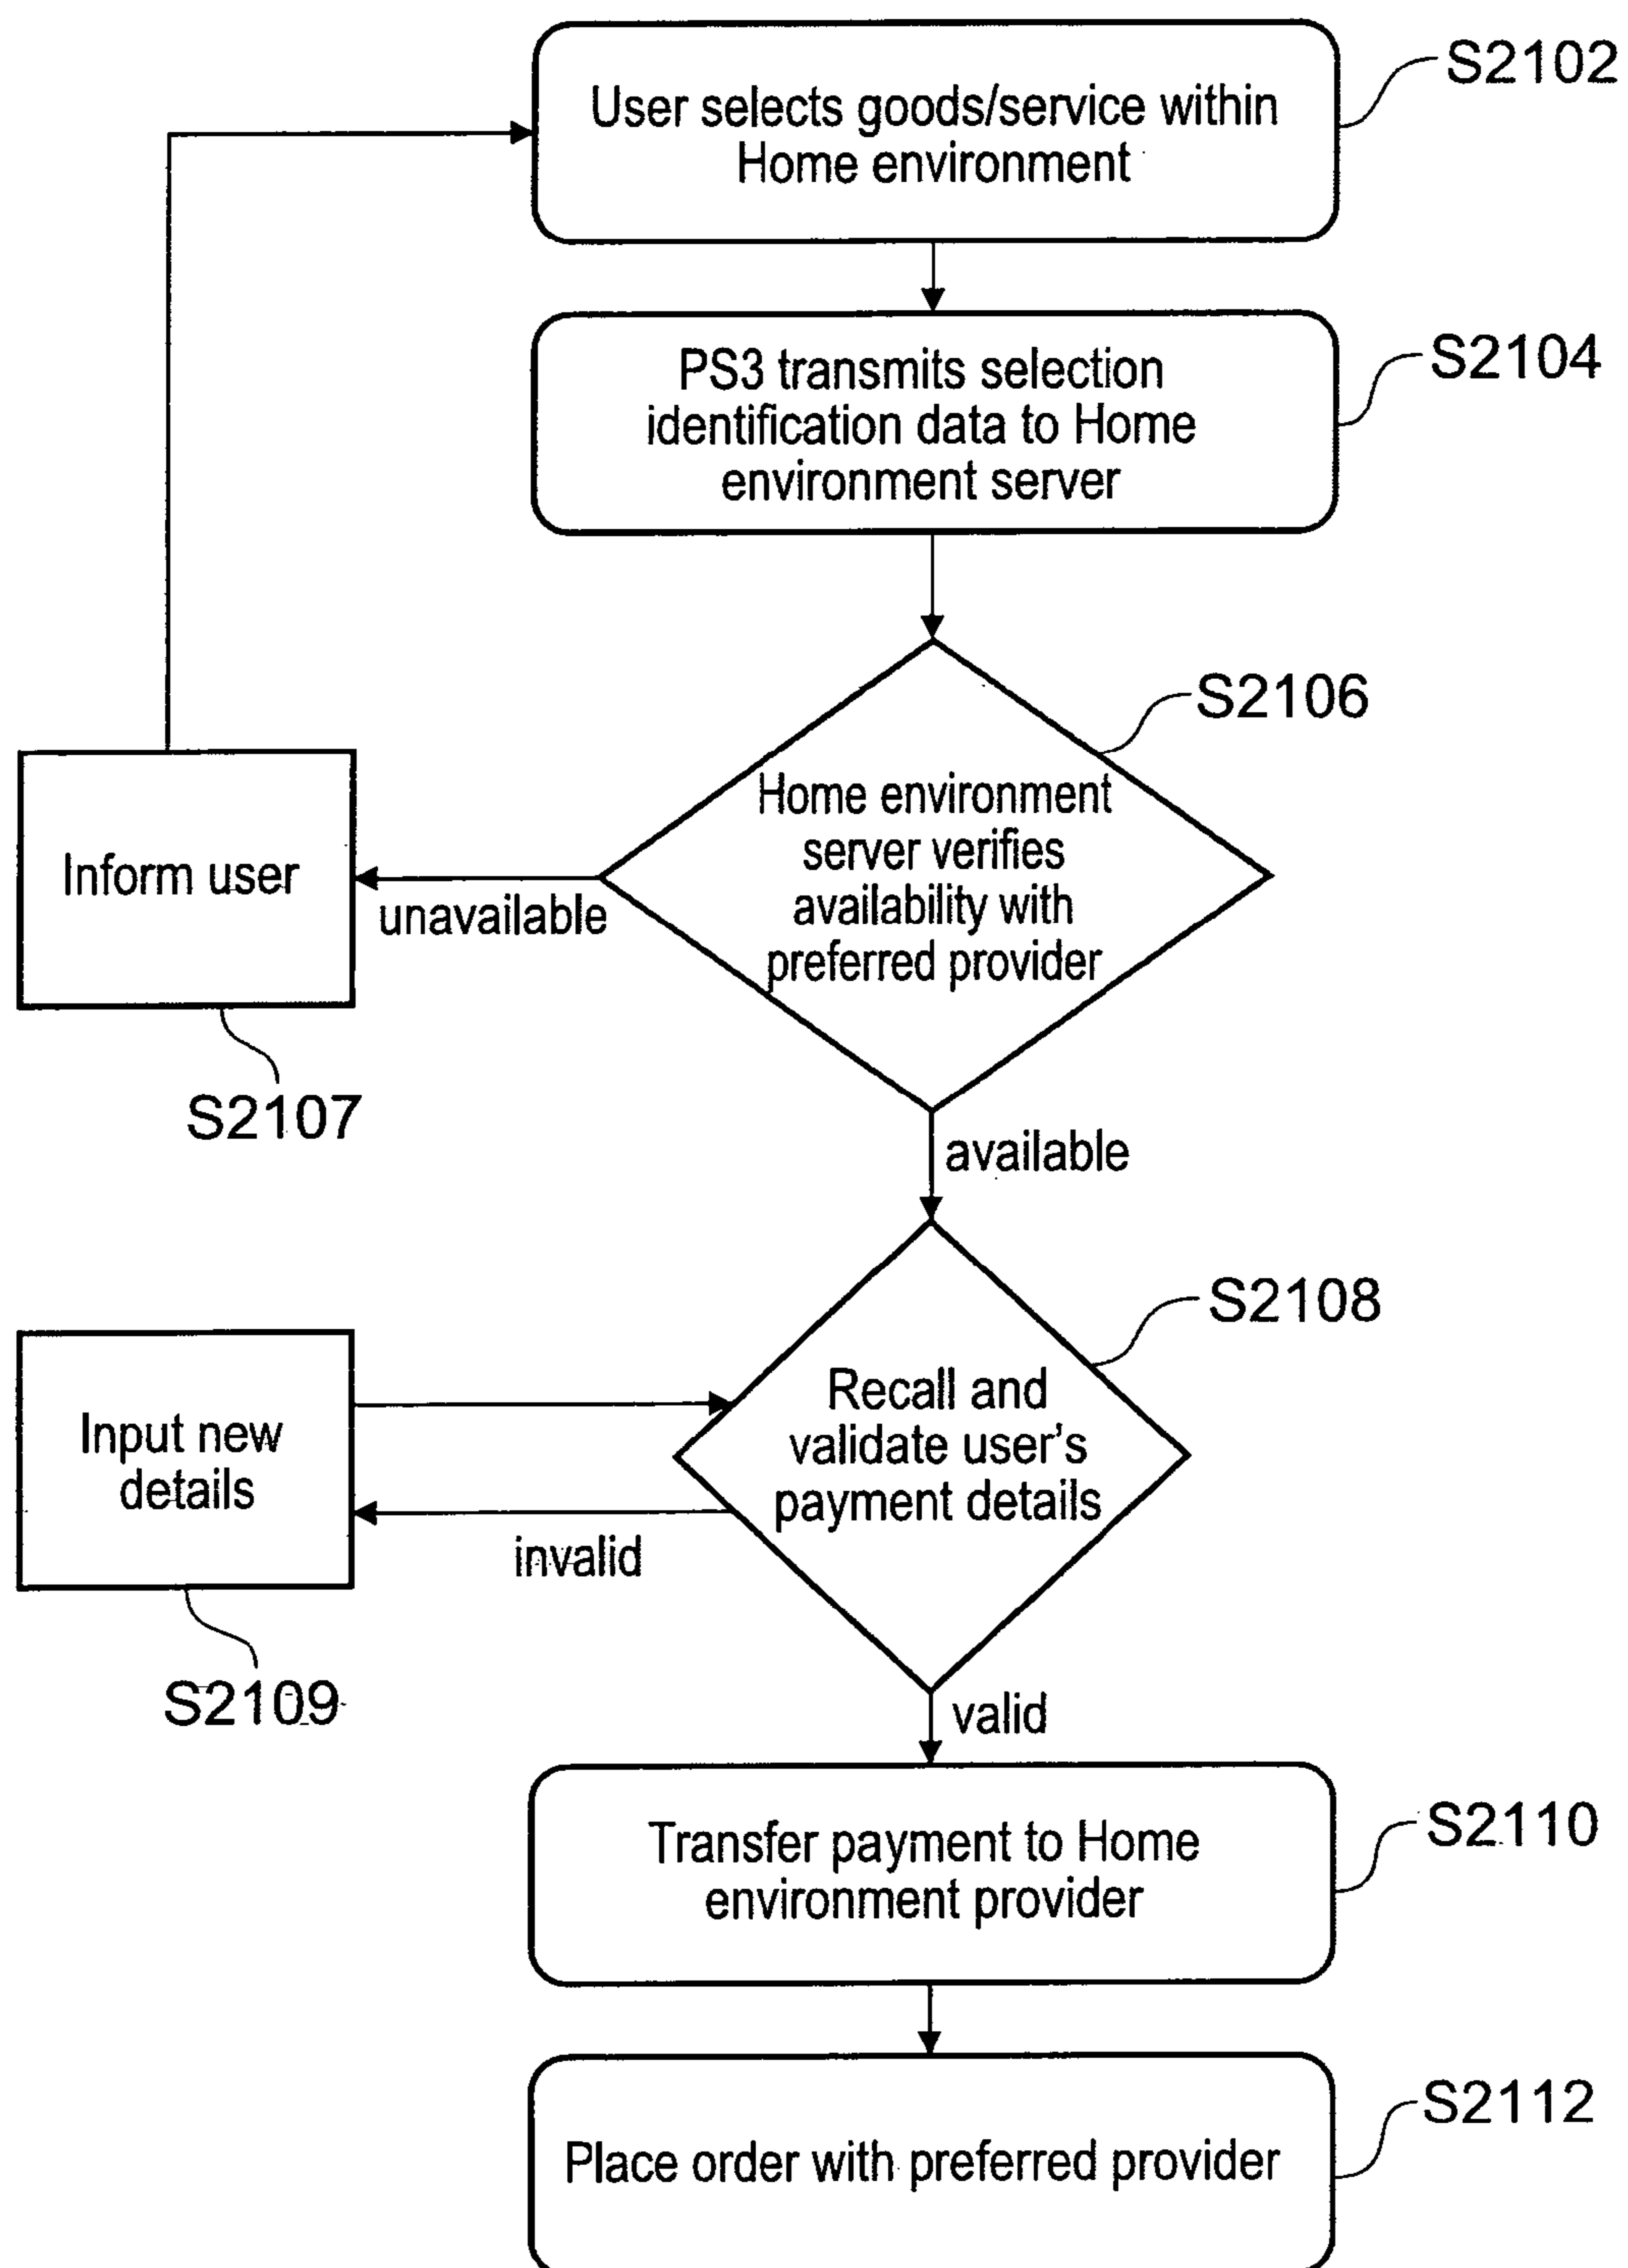 User selects goods/service within
Home environment
S2102
PS3 transmits selection
identification data to Home
environment server
S2104
Home environment
server verifies
availability with
preferred provider
S2106
unavailable
Inform user
S2107
available
Recall and
validate user's
payment details
S2108
invalid
Input new
details
S2109
valid
Transfer payment to Home
environment provider
S2110
Place order with preferred provider
S2112